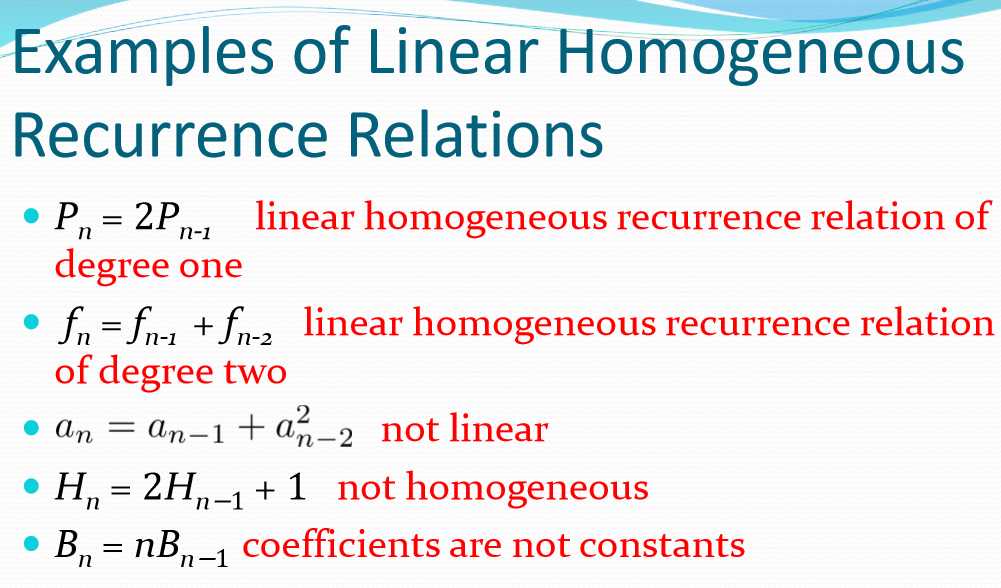 Examples of Linear Homogeneous
Recurrence Relations
• Pₙ = 2Pₙ₋₁ linear homogeneous recurrence relation of
degree one
• fₙ = fₙ₋₁ + fₙ₋₂ linear homogeneous recurrence relation
of degree two
• aₙ = aₙ₋₁ + a²ₙ₋₂ not linear
• Hₙ = 2Hₙ₋₁ + 1 not homogeneous
• Bₙ = nBₙ₋₁ coefficients are not constants